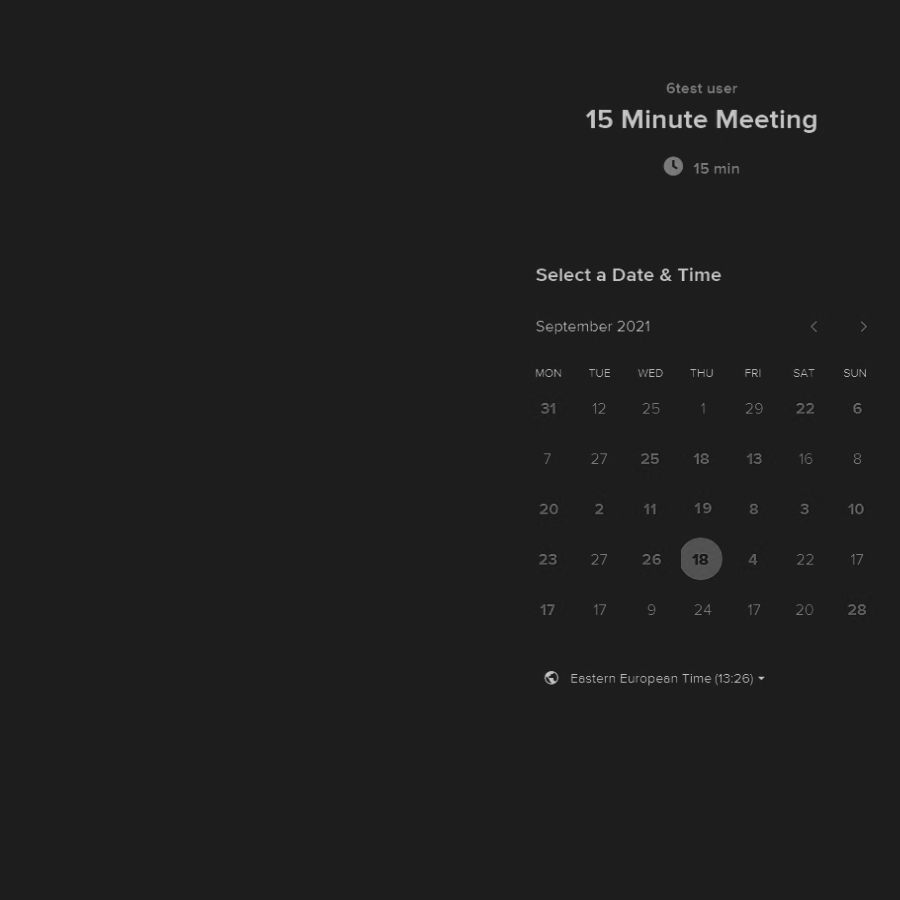 6test user
15 Minute Meeting
15 min
Select a Date & Time
September 2021
MON TUE WED THU FRI SAT SUN
31 12 25 1 29 22 6
7 27 25 18 13 16 8
20 2 11 19 8 3 10
23 27 26 18 4 22 17
17 17 9 24 17 20 28
Eastern European Time (13:26)